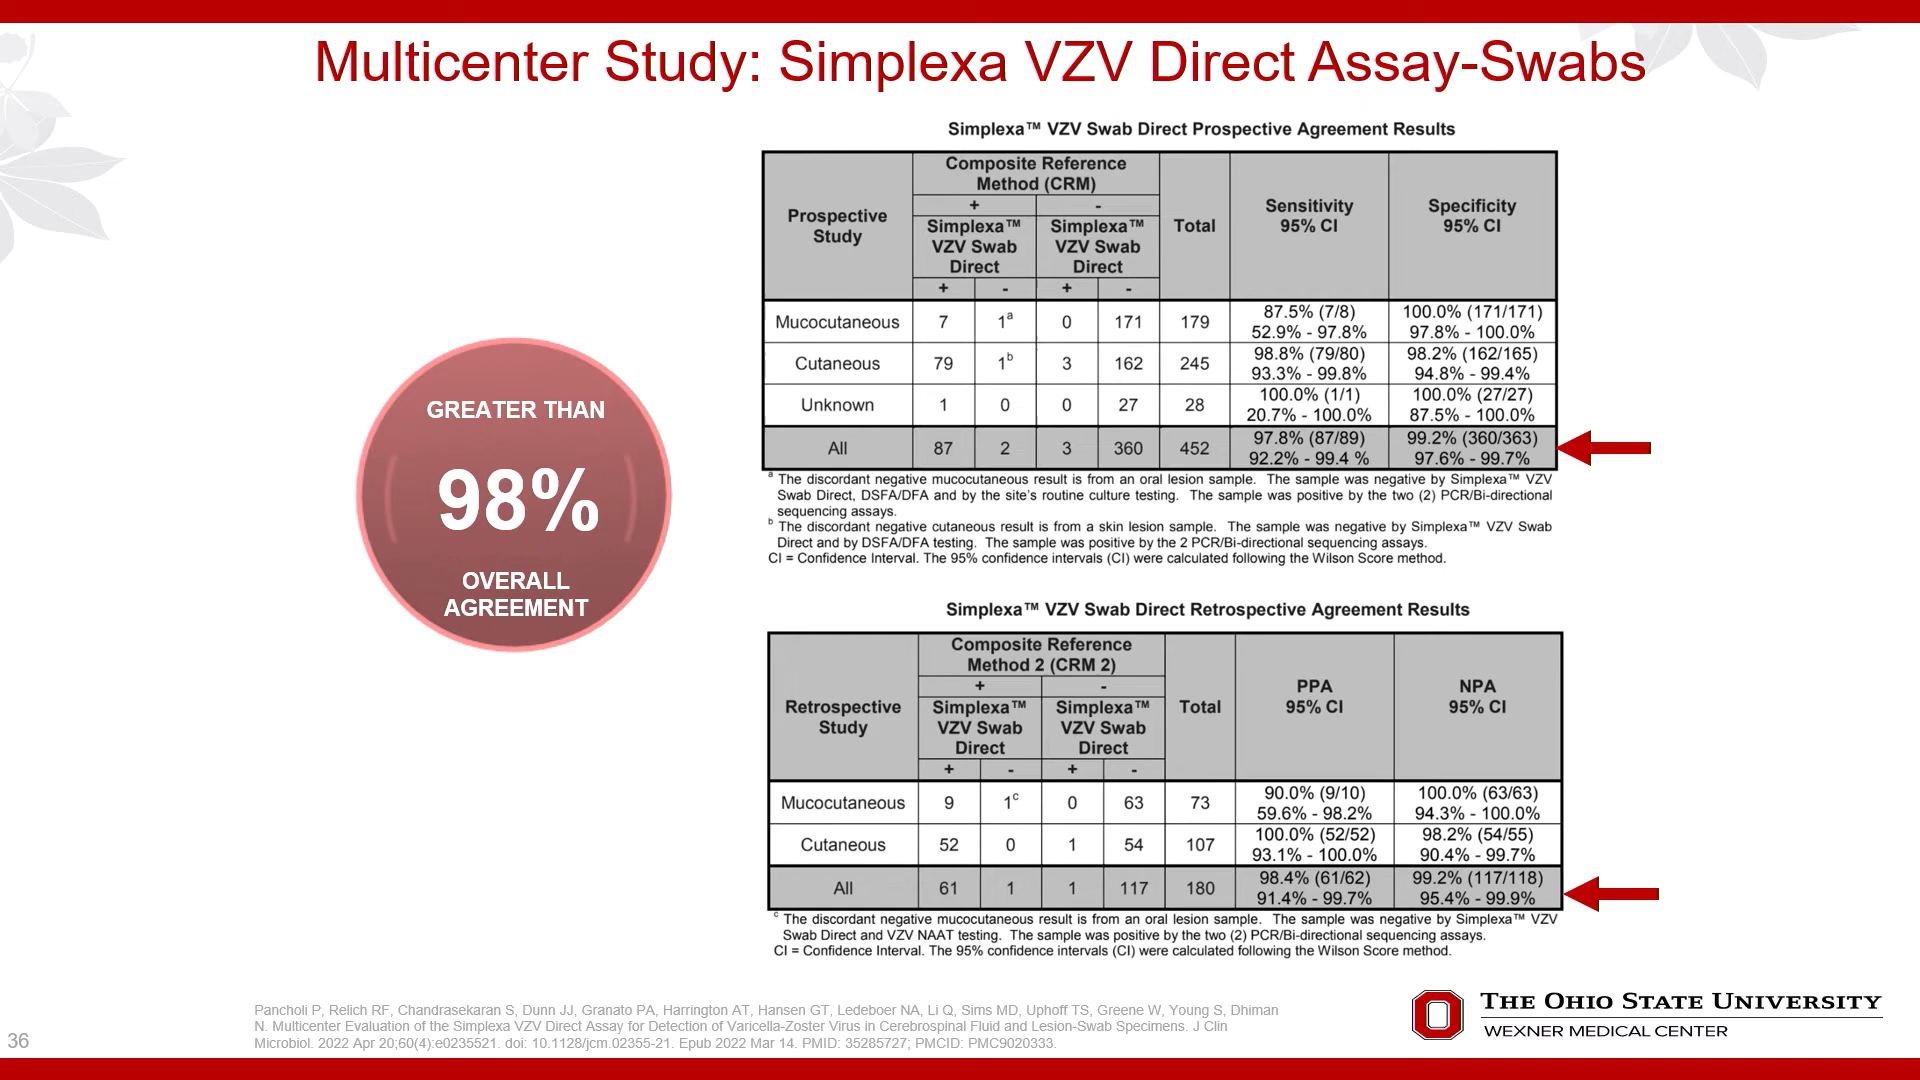 Multicenter Study: Simplexa VZV Direct Assay-Swabs
GREATER THAN
98%
OVERALL
AGREEMENT
Simplexa™ VZV Swab Direct Prospective Agreement Results
Prospective Study | Composite Reference Method (CRM) | Total | Sensitivity 95% CI | Specificity 95% CI
+ | -
Simplexa™ VZV Swab Direct | Simplexa™ VZV Swab Direct
+ | - | + | -
Mucocutaneous | 7 | 1a | 0 | 171 | 179 | 87.5% (7/8) 52.9% - 97.8% | 100.0% (171/171) 97.8% - 100.0%
Cutaneous | 79 | 1b | 3 | 162 | 245 | 98.8% (79/80) 93.3% - 99.8% | 98.2% (162/165) 94.8% - 99.4%
Unknown | 1 | 0 | 0 | 27 | 28 | 100.0% (1/1) 20.7% - 100.0% | 100.0% (27/27) 87.5% - 100.0%
All | 87 | 2 | 3 | 360 | 452 | 97.8% (87/89) 92.2% - 99.4 % | 99.2% (360/363) 97.6% - 99.7%
a The discordant negative mucocutaneous result is from an oral lesion sample. The sample was negative by Simplexa™ VZV
Swab Direct, DSFA/DFA and by the site's routine culture testing. The sample was positive by the two (2) PCR/Bi-directional
sequencing assays.
b The discordant negative cutaneous result is from a skin lesion sample. The sample was negative by Simplexa™ VZV Swab
Direct and by DSFA/DFA testing. The sample was positive by the 2 PCR/Bi-directional sequencing assays.
CI = Confidence Interval. The 95% confidence intervals (CI) were calculated following the Wilson Score method.
Simplexa™ VZV Swab Direct Retrospective Agreement Results
Retrospective Study | Composite Reference Method 2 (CRM 2) | Total | PPA 95% CI | NPA 95% CI
+ | -
Simplexa™ VZV Swab Direct | Simplexa™ VZV Swab Direct
+ | - | + | -
Mucocutaneous | 9 | 1c | 0 | 63 | 73 | 90.0% (9/10) 59.6% - 98.2% | 100.0% (63/63) 94.3% - 100.0%
Cutaneous | 52 | 0 | 1 | 54 | 107 | 100.0% (52/52) 93.1% - 100.0% | 98.2% (54/55) 90.4% - 99.7%
All | 61 | 1 | 1 | 117 | 180 | 98.4% (61/62) 91.4% - 99.7% | 99.2% (117/118) 95.4% - 99.9%
c The discordant negative mucocutaneous result is from an oral lesion sample. The sample was negative by Simplexa™ VZV
Swab Direct and VZV NAAT testing. The sample was positive by the two (2) PCR/Bi-directional sequencing assays.
CI = Confidence Interval. The 95% confidence intervals (CI) were calculated following the Wilson Score method.
Pancholi P, Relich RF, Chandrasekaran S, Dunn JJ, Granato PA, Harrington AT, Hansen GT, Ledeboer NA, Li Q, Sims MD, Uphoff TS, Greene W, Young S, Dhiman
N. Multicenter Evaluation of the Simplexa VZV Direct Assay for Detection of Varicella-Zoster Virus in Cerebrospinal Fluid and Lesion-Swab Specimens. J Clin
Microbiol. 2022 Apr 20;60(4):e0235521. doi: 10.1128/jcm.02355-21. Epub 2022 Mar 14. PMID: 35285727; PMCID: PMC9020333.
THE OHIO STATE UNIVERSITY
WEXNER MEDICAL CENTER
36